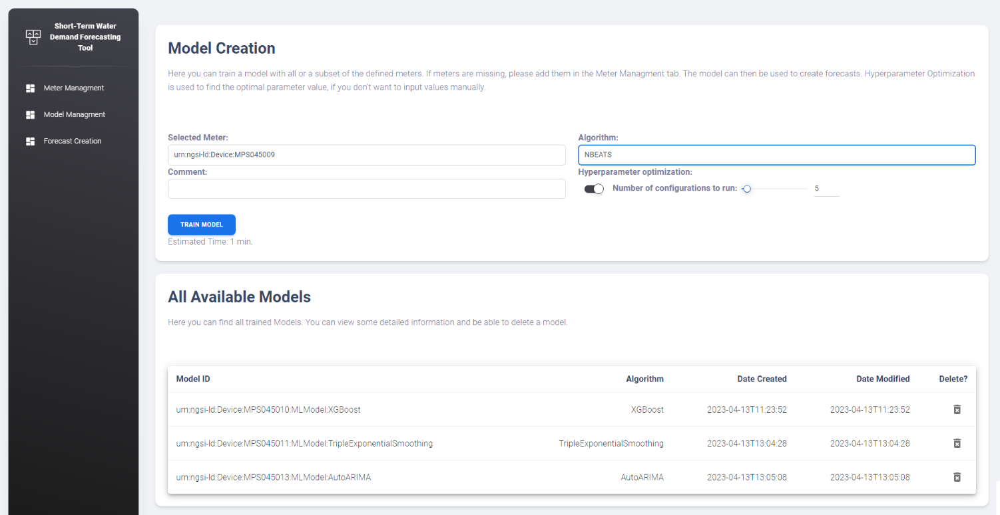 Short-Term Water
Demand Forecasting
Tool
Meter Managment
Model Managment
Forecast Creation
Model Creation
Here you can train a model with all or a subset of the defined meters. If meters are missing, please add them in the Meter Managment tab. The model can then be used to create forecasts. Hyperparameter Optimization
is used to find the optimal parameter value, if you don't want to input values manually.
Selected Meter:
urn:ngsi-ld:Device:MPS045009
Algorithm:
NBEATS
Comment:
Hyperparameter optimization:
Number of configurations to run: 5
TRAIN MODEL
Estimated Time: 1 min.
All Available Models
Here you can find all trained Models. You can view some detailed information and be able to delete a model.
Model ID Algorithm Date Created Date Modified Delete?
urn:ngsi-ld:Device:MPS045010:MLModel:XGBoost XGBoost 2023-04-13T11:23:52 2023-04-13T11:23:52
urn:ngsi-ld:Device:MPS045011:MLModel:TripleExponentialSmoothing TripleExponentialSmoothing 2023-04-13T13:04:28 2023-04-13T13:04:28
urn:ngsi-ld:Device:MPS045013:MLModel:AutoARIMA AutoARIMA 2023-04-13T13:05:08 2023-04-13T13:05:08